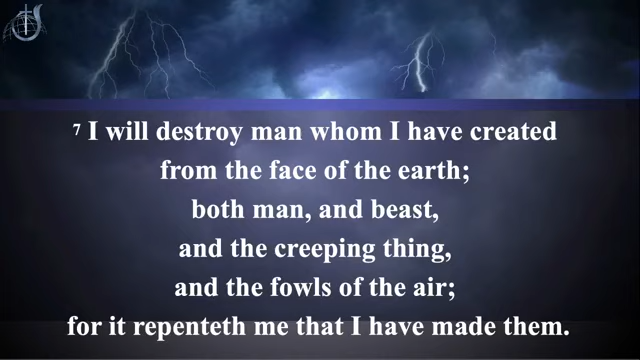 7 I will destroy man whom I have created
from the face of the earth;
both man, and beast,
and the creeping thing,
and the fowls of the air;
for it repenteth me that I have made them.